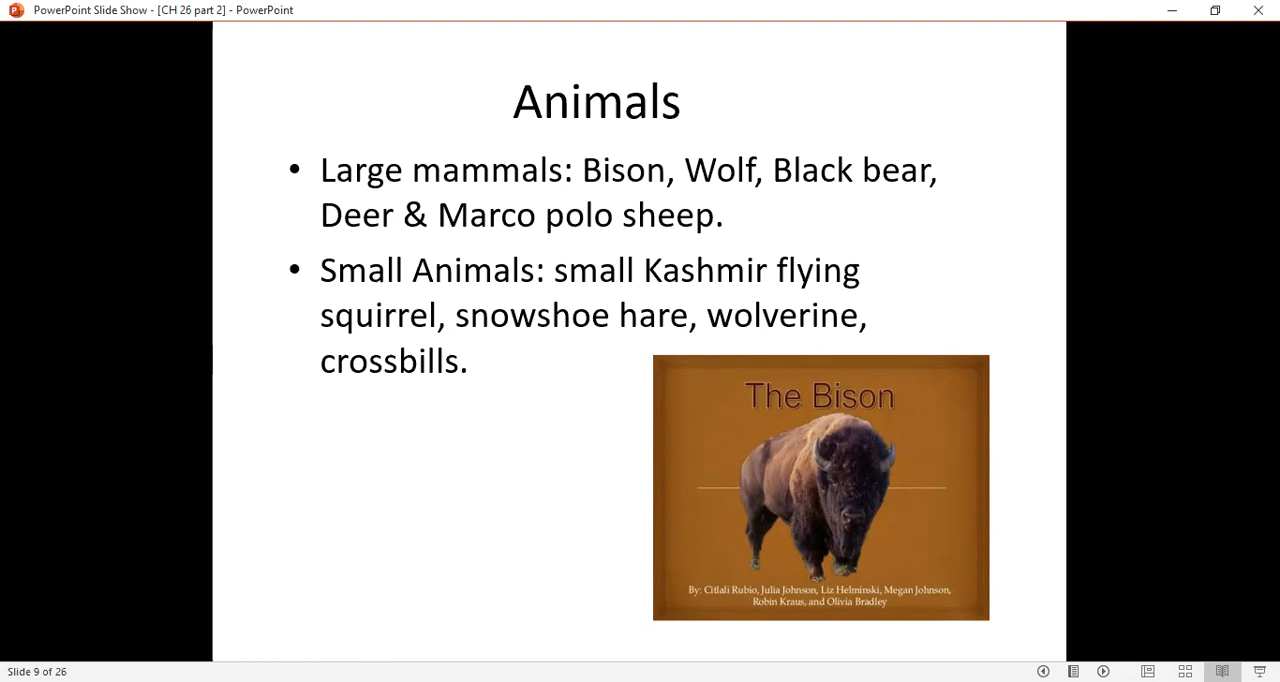 PowerPoint Slide Show - [CH 26 part 2] - PowerPoint
Animals
• Large mammals: Bison, Wolf, Black bear,
Deer & Marco polo sheep.
• Small Animals: small Kashmir flying
squirrel, snowshoe hare, wolverine,
crossbills.
The Bison
By: Citlali Rubio, Julia Johnson, Liz Helminski, Megan Johnson,
Robin Kraus, and Olivia Bradley
Slide 9 of 26